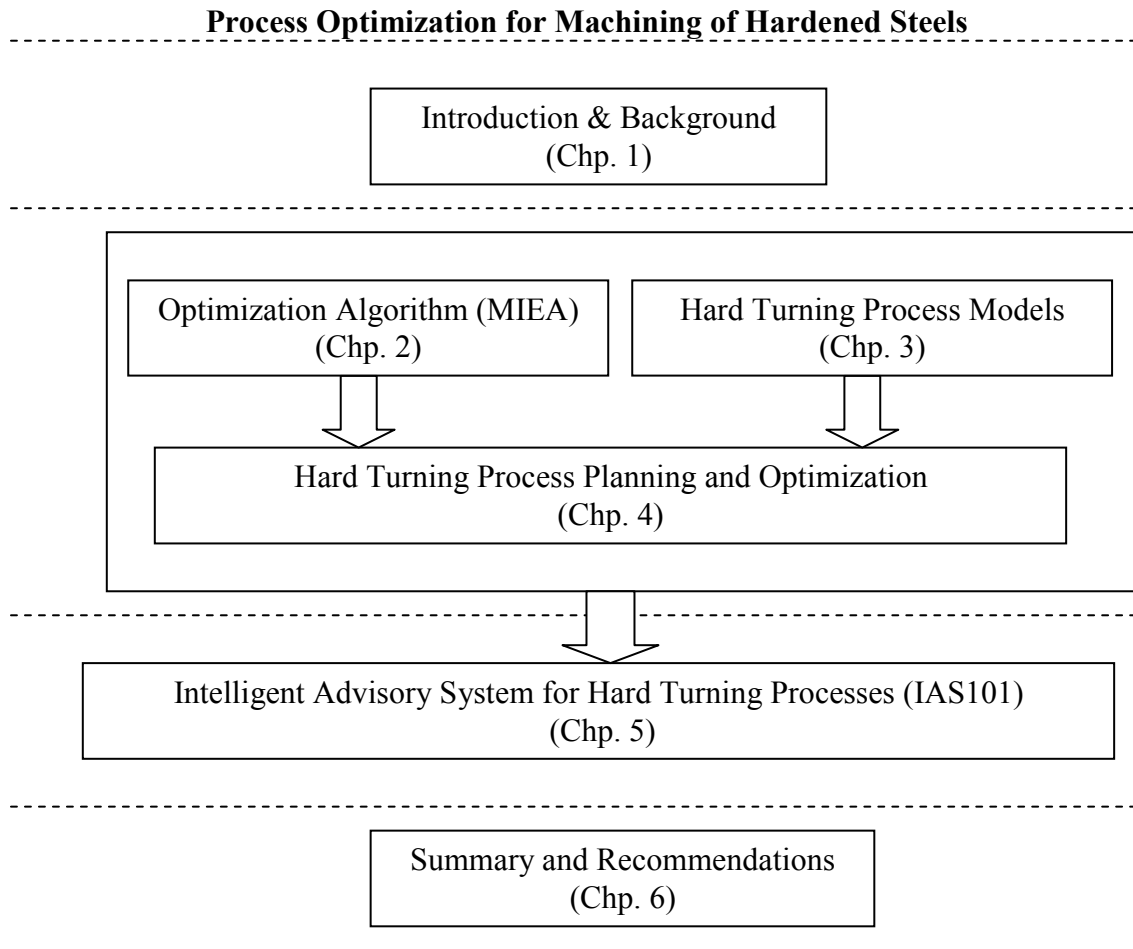 Process Optimization for Machining of Hardened Steels
Introduction & Background
(Chp. 1)
Optimization Algorithm (MIEA)
(Chp. 2)
Hard Turning Process Models
(Chp. 3)
Hard Turning Process Planning and Optimization
(Chp. 4)
Intelligent Advisory System for Hard Turning Processes (IAS101)
(Chp. 5)
Summary and Recommendations
(Chp. 6)